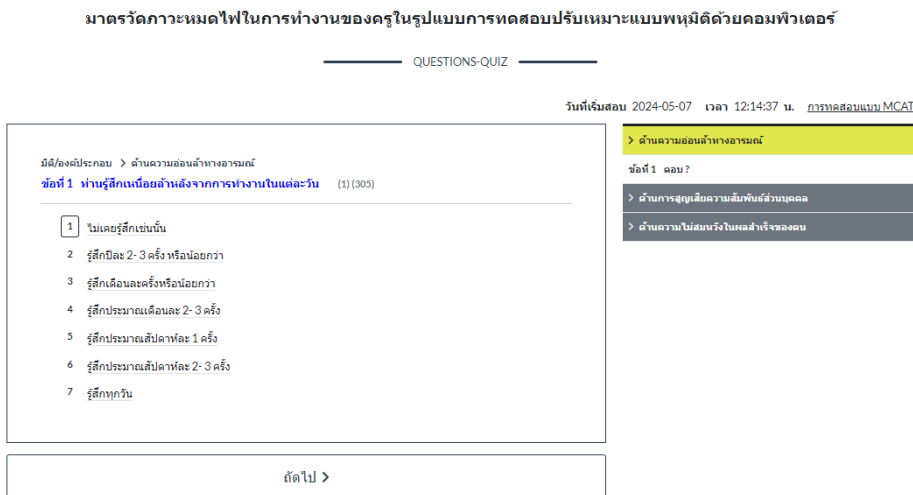 มาตรวัดภาวะหมดไฟในการทำงานของครูในรูปแบบการทดสอบปรับเหมาะแบบพหุมิติด้วยคอมพิวเตอร์
QUESTIONS-QUIZ
วันที่เริ่มสอบ 2024-05-07 เวลา 12:14:37 น. การทดสอบแบบ MCAT
มิติ/องค์ประกอบ > ด้านความอ่อนล้าทางอารมณ์
ข้อที่ 1 ท่านรู้สึกเหนื่อยล้าหลังจากการทำงานในแต่ละวัน (1) (305)
1 ไม่เคยรู้สึกเช่นนั้น
2 รู้สึกปีละ 2- 3 ครั้ง หรือน้อยกว่า
3 รู้สึกเดือนละครั้งหรือน้อยกว่า
4 รู้สึกประมาณเดือนละ 2- 3 ครั้ง
5 รู้สึกประมาณสัปดาห์ละ 1 ครั้ง
6 รู้สึกประมาณสัปดาห์ละ 2- 3 ครั้ง
7 รู้สึกทุกวัน
ถัดไป >
> ด้านความอ่อนล้าทางอารมณ์
ข้อที่ 1 ตอบ ?
> ด้านการสูญเสียความสัมพันธ์ส่วนบุคคล
> ด้านความไม่สมหวังในผลสำเร็จของตน